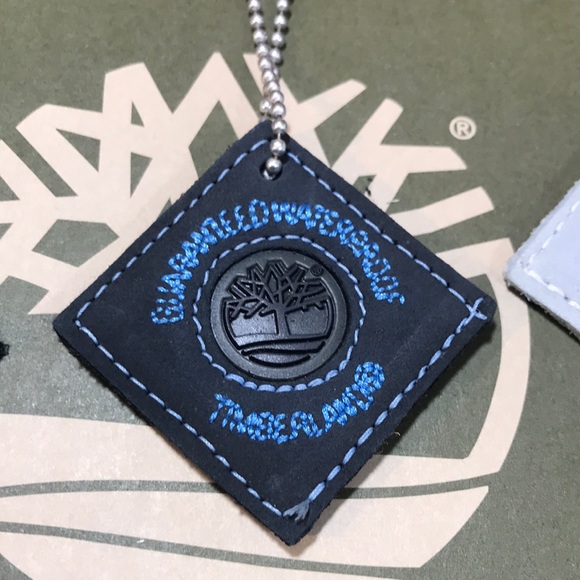 GUARANTEED WATERPROOF
®
TIMBERLAND
®